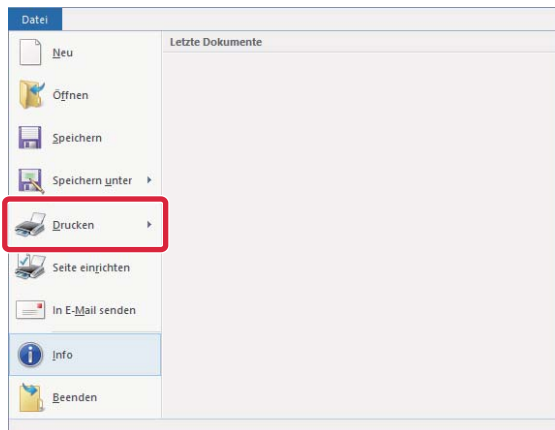 Datei
Letzte Dokumente
Neu
Öffnen
Speichern
Speichern unter
Drucken
Seite einrichten
In E-Mail senden
Info
Beenden